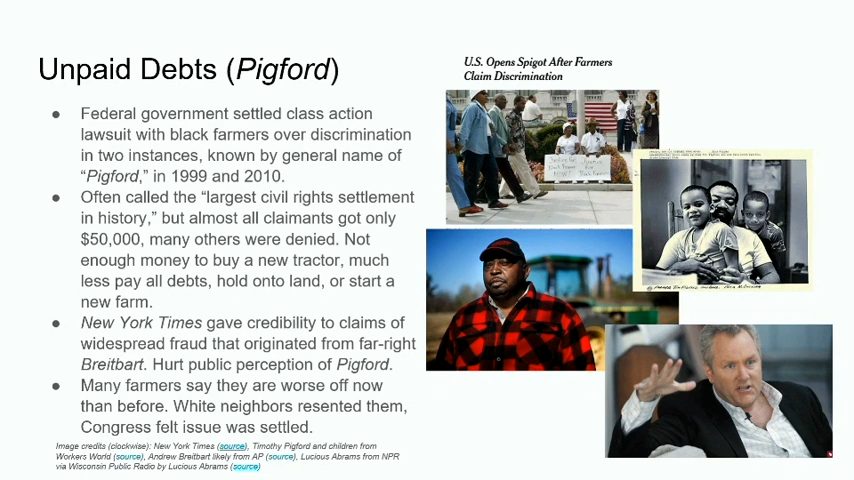 Unpaid Debts (Pigford)
● Federal government settled class action
lawsuit with black farmers over discrimination
in two instances, known by general name of
“Pigford,” in 1999 and 2010.
● Often called the “largest civil rights settlement
in history,” but almost all claimants got only
$50,000, many others were denied. Not
enough money to buy a new tractor, much
less pay all debts, hold onto land, or start a
new farm.
● New York Times gave credibility to claims of
widespread fraud that originated from far-right
Breitbart. Hurt public perception of Pigford.
● Many farmers say they are worse off now
than before. White neighbors resented them,
Congress felt issue was settled.
Image credits (clockwise): New York Times (source), Timothy Pigford and children from
Workers World (source), Andrew Breitbart likely from AP (source), Lucious Abrams from NPR
via Wisconsin Public Radio by Lucious Abrams (source)
U.S. Opens Spigot After Farmers
Claim Discrimination